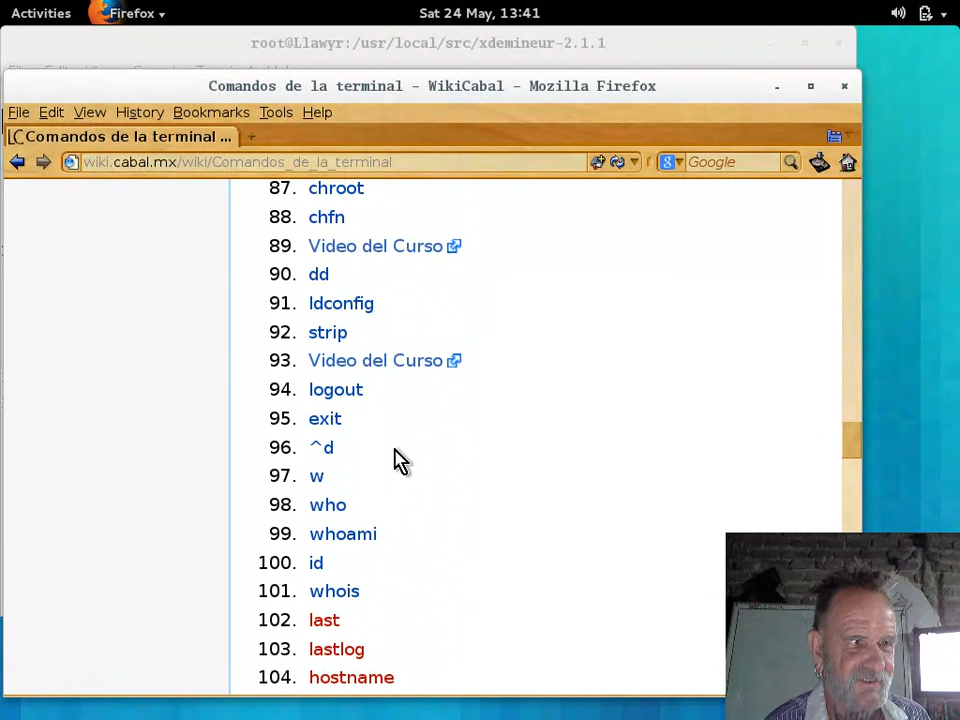 Activities Firefox Sat 24 May, 13:41
root@Llawyr:/usr/local/src/xdemineur-2.1.1
Comandos de la terminal - WikiCabal - Mozilla Firefox
File Edit View History Bookmarks Tools Help
Comandos de la terminal ...
wiki.cabal.mx/wiki/Comandos_de_la_terminal Google
87. chroot
88. chfn
89. Video del Curso
90. dd
91. ldconfig
92. strip
93. Video del Curso
94. logout
95. exit
96. ^d
97. w
98. who
99. whoami
100. id
101. whois
102. last
103. lastlog
104. hostname